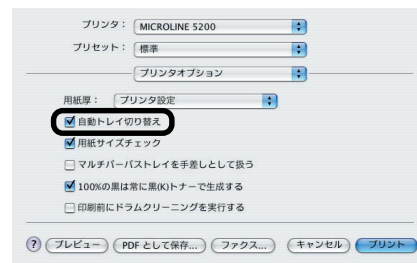 プリンタ： MICROLINE 5200
プリセット： 標準
プリンタオプション
用紙厚： プリンタ設定
自動トレイ切り替え
用紙サイズチェック
マルチパーパストレイを手差しとして扱う
100%の黒は常に黒(K)トナーで生成する
印刷前にドラムクリーニングを実行する
? プレビュー PDF として保存... ファクス... キャンセル プリント